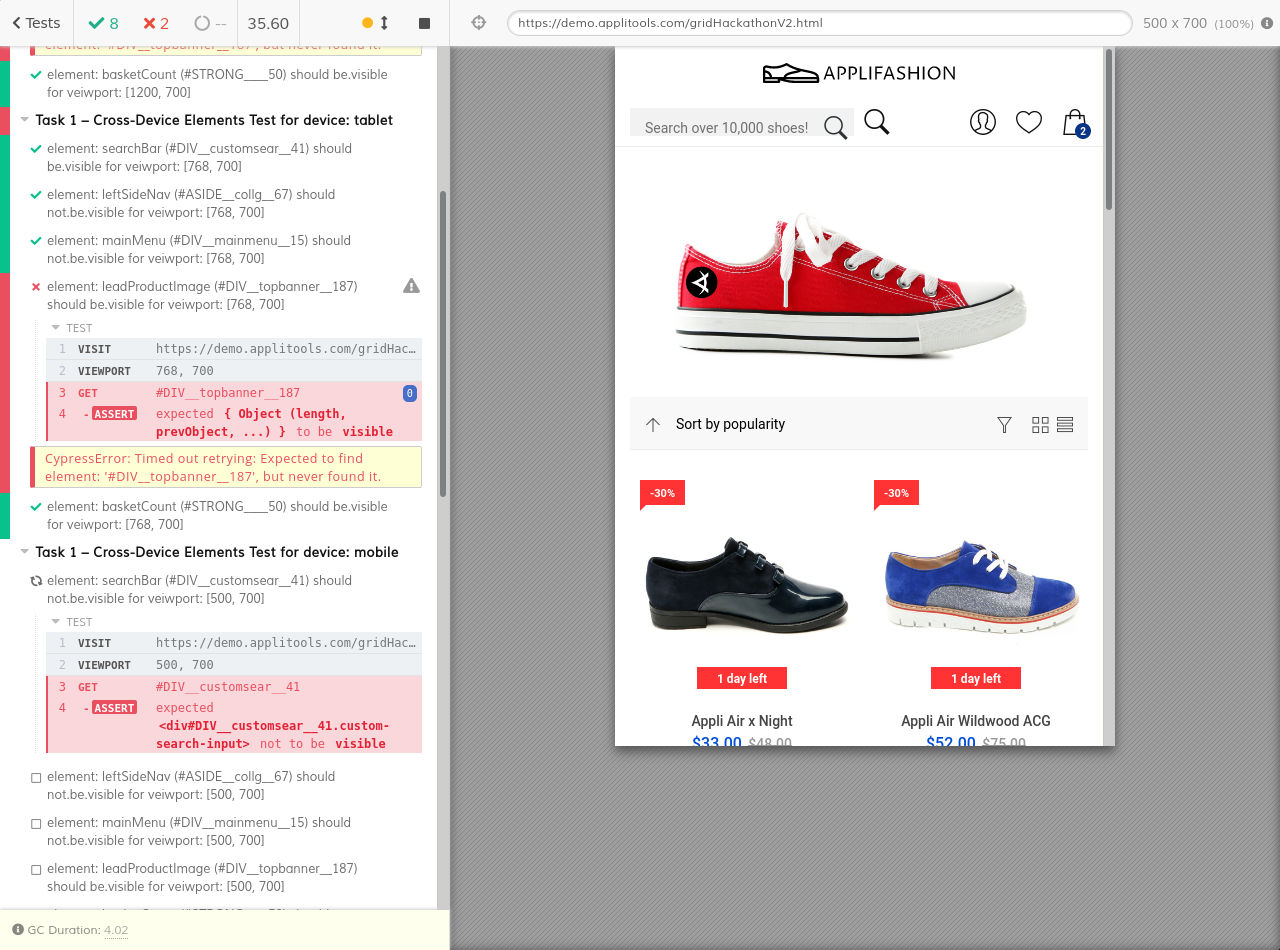 Tests
8
2
--
35.60
https://demo.applitools.com/gridHackathonV2.html
500 x 700 (100%)
element: '#DIV__topbanner__187', but never found it.
element: basketCount (#STRONG____50) should be.visible
for veiwport: [1200, 700]
Task 1 – Cross-Device Elements Test for device: tablet
element: searchBar (#DIV__customsear__41) should
be.visible for veiwport: [768, 700]
element: leftSideNav (#ASIDE__collg__67) should
not.be.visible for veiwport: [768, 700]
element: mainMenu (#DIV__mainmenu__15) should
not.be.visible for veiwport: [768, 700]
element: leadProductImage (#DIV__topbanner__187)
should be.visible for veiwport: [768, 700]
TEST
1 VISIT https://demo.applitools.com/gridHac…
2 VIEWPORT 768, 700
3 GET #DIV__topbanner__187 0
4 -ASSERT expected { Object (length,
prevObject, ...) } to be visible
CypressError: Timed out retrying: Expected to find
element: '#DIV__topbanner__187', but never found it.
element: basketCount (#STRONG____50) should be.visible
for veiwport: [768, 700]
Task 1 – Cross-Device Elements Test for device: mobile
element: searchBar (#DIV__customsear__41) should
not.be.visible for veiwport: [500, 700]
TEST
1 VISIT https://demo.applitools.com/gridHac…
2 VIEWPORT 500, 700
3 GET #DIV__customsear__41
4 -ASSERT expected
<div#DIV__customsear__41.custom-
search-input> not to be visible
element: leftSideNav (#ASIDE__collg__67) should
not.be.visible for veiwport: [500, 700]
element: mainMenu (#DIV__mainmenu__15) should
not.be.visible for veiwport: [500, 700]
element: leadProductImage (#DIV__topbanner__187)
should be.visible for veiwport: [500, 700]
GC Duration: 4.02
APPLIFASHION
Search over 10,000 shoes!
2
Sort by popularity
-30%
-30%
1 day left
1 day left
Appli Air x Night
Appli Air Wildwood ACG
$33.00 $48.00
$52.00 $75.00